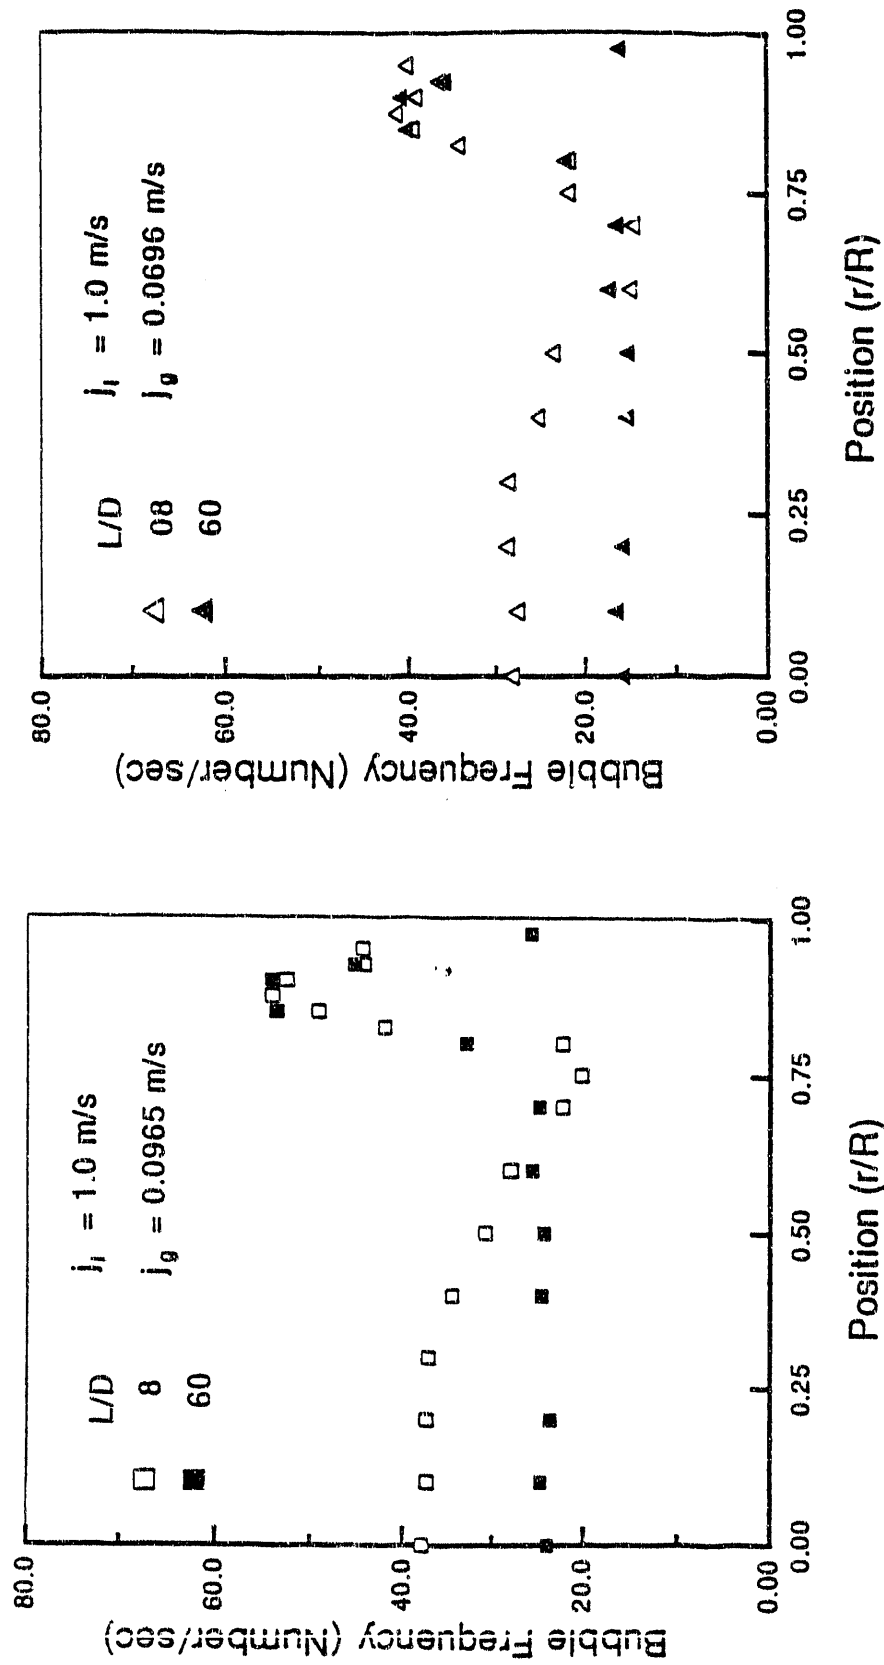 80.0
60.0
40.0
20.0
0.00
Bubble Frequency (Number/sec)
L/D
8
60
jl = 1.0 m/s
jg = 0.0965 m/s
0.00
0.25
0.50
0.75
1.00
Position (r/R)
80.0
60.0
40.0
20.0
0.00
Bubble Frequency (Number/sec)
L/D
08
60
jl = 1.0 m/s
jg = 0.0696 m/s
0.00
0.25
0.50
0.75
1.00
Position (r/R)